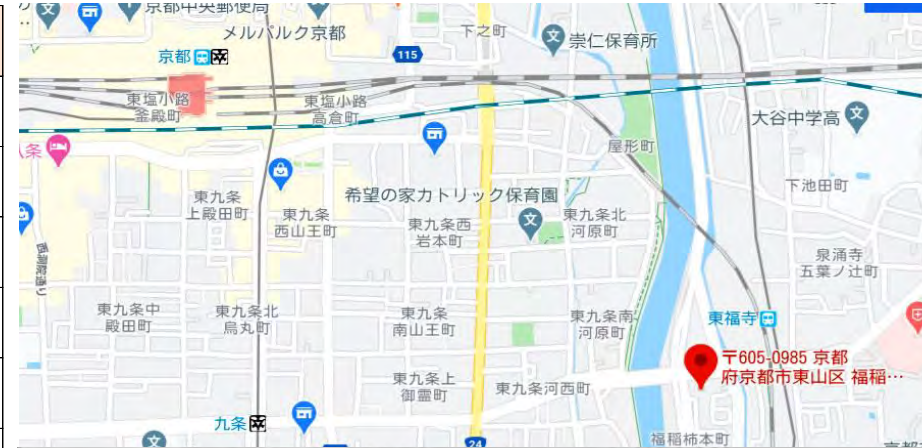 京都中央郵便局
メルパルク京都
下之町
崇仁保育所
京都
115
東塩小路
釜殿町
東塩小路
高倉町
大谷中学高
八条
屋形町
下池田町
東九条
上殿田町
東九条
西山王町
希望の家カトリック保育園
東九条西
岩本町
東九条北
河原町
西洞院通り
泉涌寺
五葉ノ辻町
東九条中
殿田町
東九条北
烏丸町
東九条
南山王町
東九条南
河原町
東福寺
〒605-0985 京都
府京都市東山区 福稲…
東九条上
御霊町
東九条河西町
九条
24
福稲柿本町